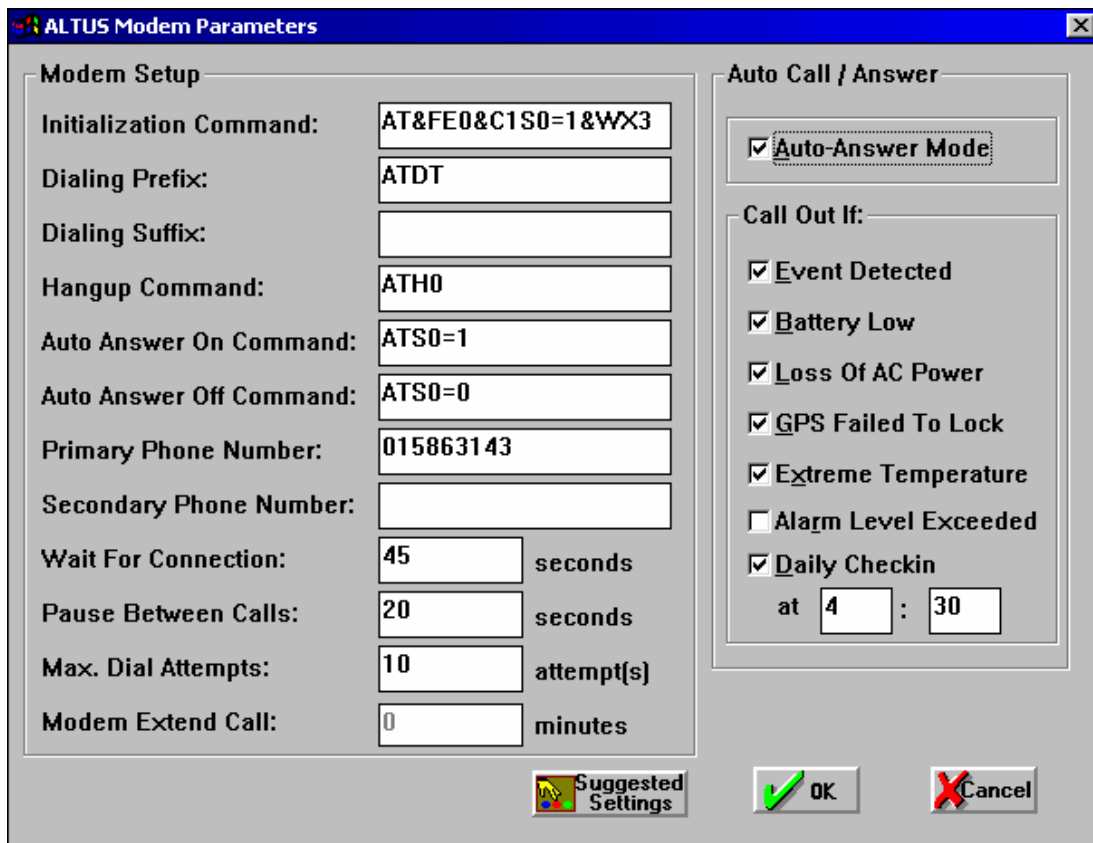 ALTUS Modem Parameters
Modem Setup
Initialization Command: AT&FE0&C1S0=1&WX3
Dialing Prefix: ATDT
Dialing Suffix:
Hangup Command: ATH0
Auto Answer On Command: ATS0=1
Auto Answer Off Command: ATS0=0
Primary Phone Number: 015863143
Secondary Phone Number:
Wait For Connection: 45 seconds
Pause Between Calls: 20 seconds
Max. Dial Attempts: 10 attempt(s)
Modem Extend Call: 0 minutes
Auto Call / Answer
Auto-Answer Mode
Call Out If:
Event Detected
Battery Low
Loss Of AC Power
GPS Failed To Lock
Extreme Temperature
Alarm Level Exceeded
Daily Checkin
at 4 : 30
Suggested
Settings
OK
Cancel